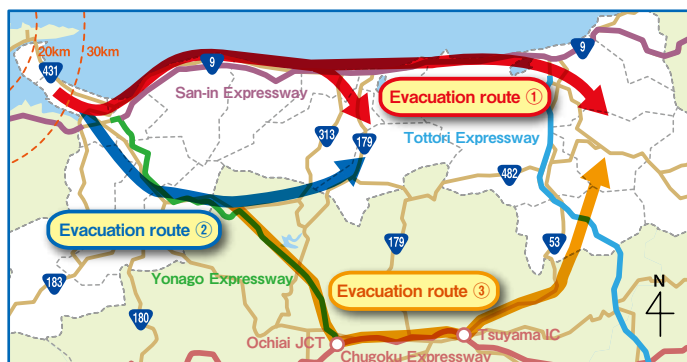 20km
30km
431
9
9
San-in Expressway
Evacuation route ①
313
179
Tottori Expressway
482
Evacuation route ②
179
53
183
Yonago Expressway
Evacuation route ③
N
180
Ochiai JCT
Tsuyama IC
Chugoku Expressway